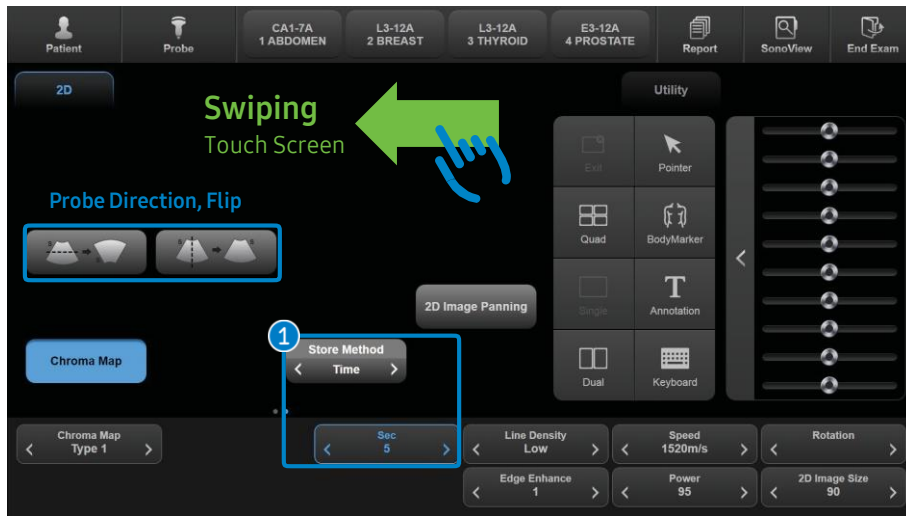 Patient
Probe
CA1-7A
1 ABDOMEN
L3-12A
2 BREAST
L3-12A
3 THYROID
E3-12A
4 PROSTATE
Report
SonoView
End Exam
2D
Utility
Swiping
Touch Screen
Exit
Pointer
Probe Direction, Flip
Quad
BodyMarker
2D Image Panning
Single
Annotation
1
Store Method
< Time >
Chroma Map
Dual
Keyboard
Chroma Map
< Type 1 >
Sec
< 5 >
Line Density
< Low >
Speed
< 1520m/s >
Rotation
< >
Edge Enhance
< 1 >
Power
< 95 >
2D Image Size
< 90 >